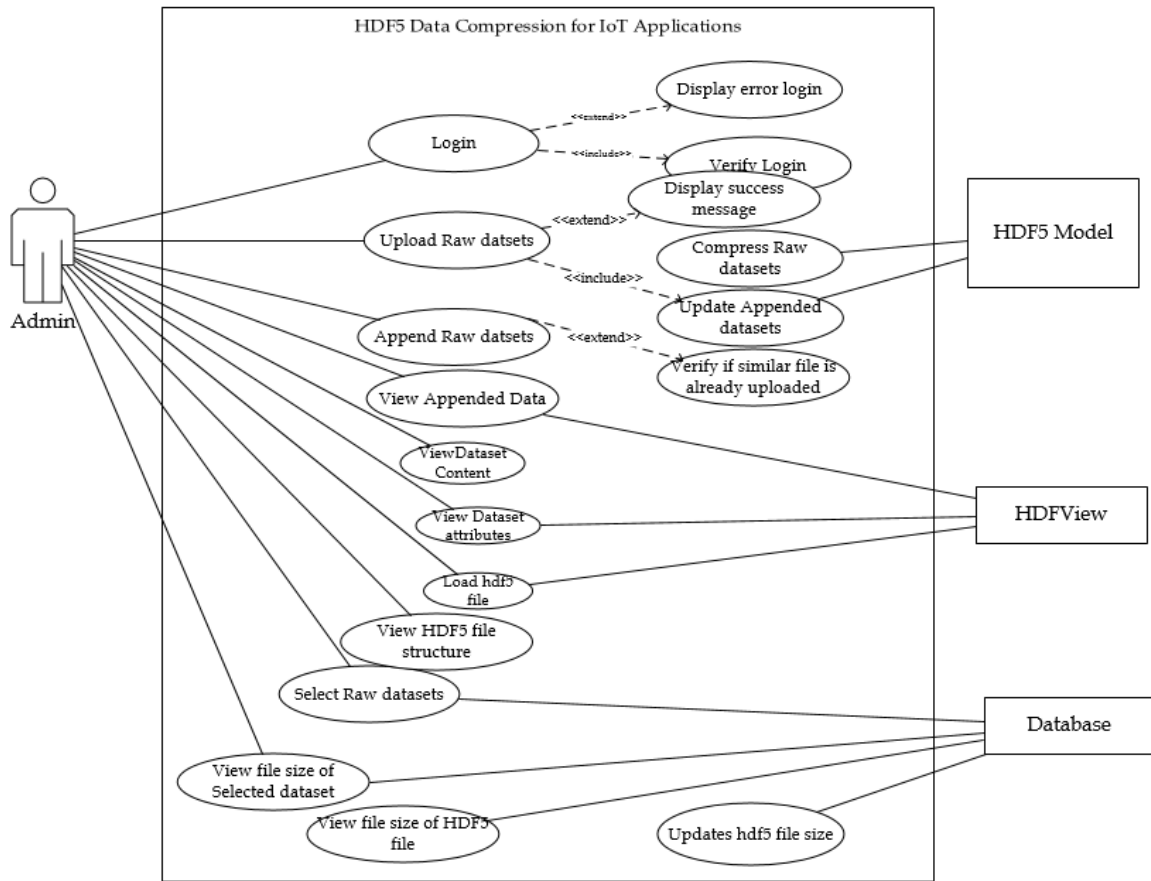 HDF5 Data Compression for IoT Applications
Display error login
<<extend>>
Login
<<include>>
Verify Login
Display success
message
<<extend>>
Upload Raw datsets
HDF5 Model
Compress Raw
datasets
<<include>>
Update Appended
datasets
Admin
Append Raw datsets
<<extend>>
Verify if similar file is
already uploaded
View Appended Data
ViewDataset
Content
View Dataset
attributes
HDFView
Load hdf5
file
View HDF5 file
structure
Select Raw datasets
Database
View file size of
Selected dataset
View file size of HDF5
file
Updates hdf5 file size